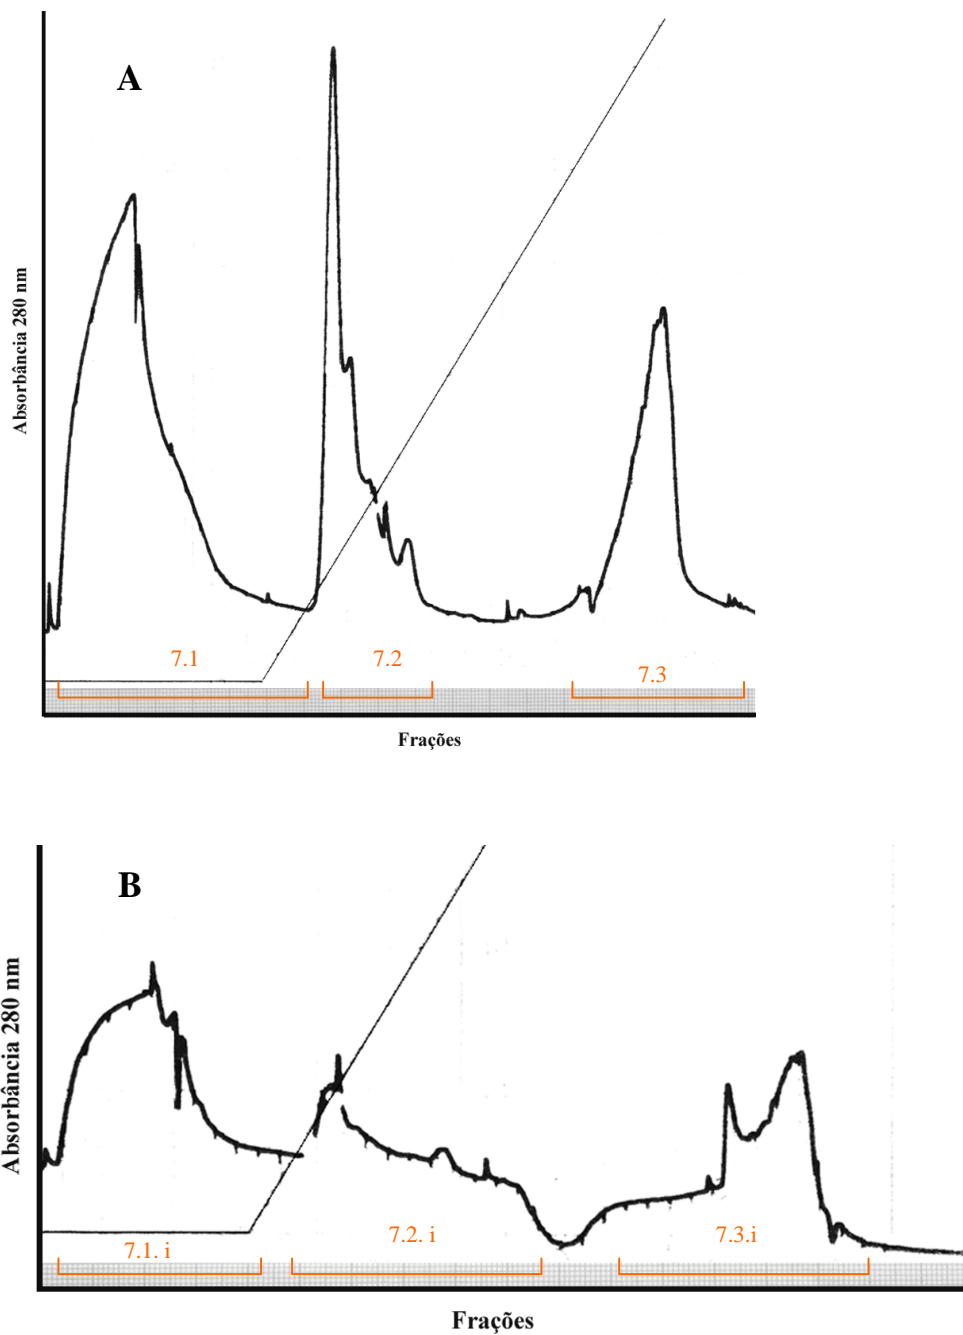 A
Absorbância 280 nm
7.1
7.2
7.3
Frações
B
Absorbância 280 nm
7.1. i
7.2. i
7.3.i
Frações